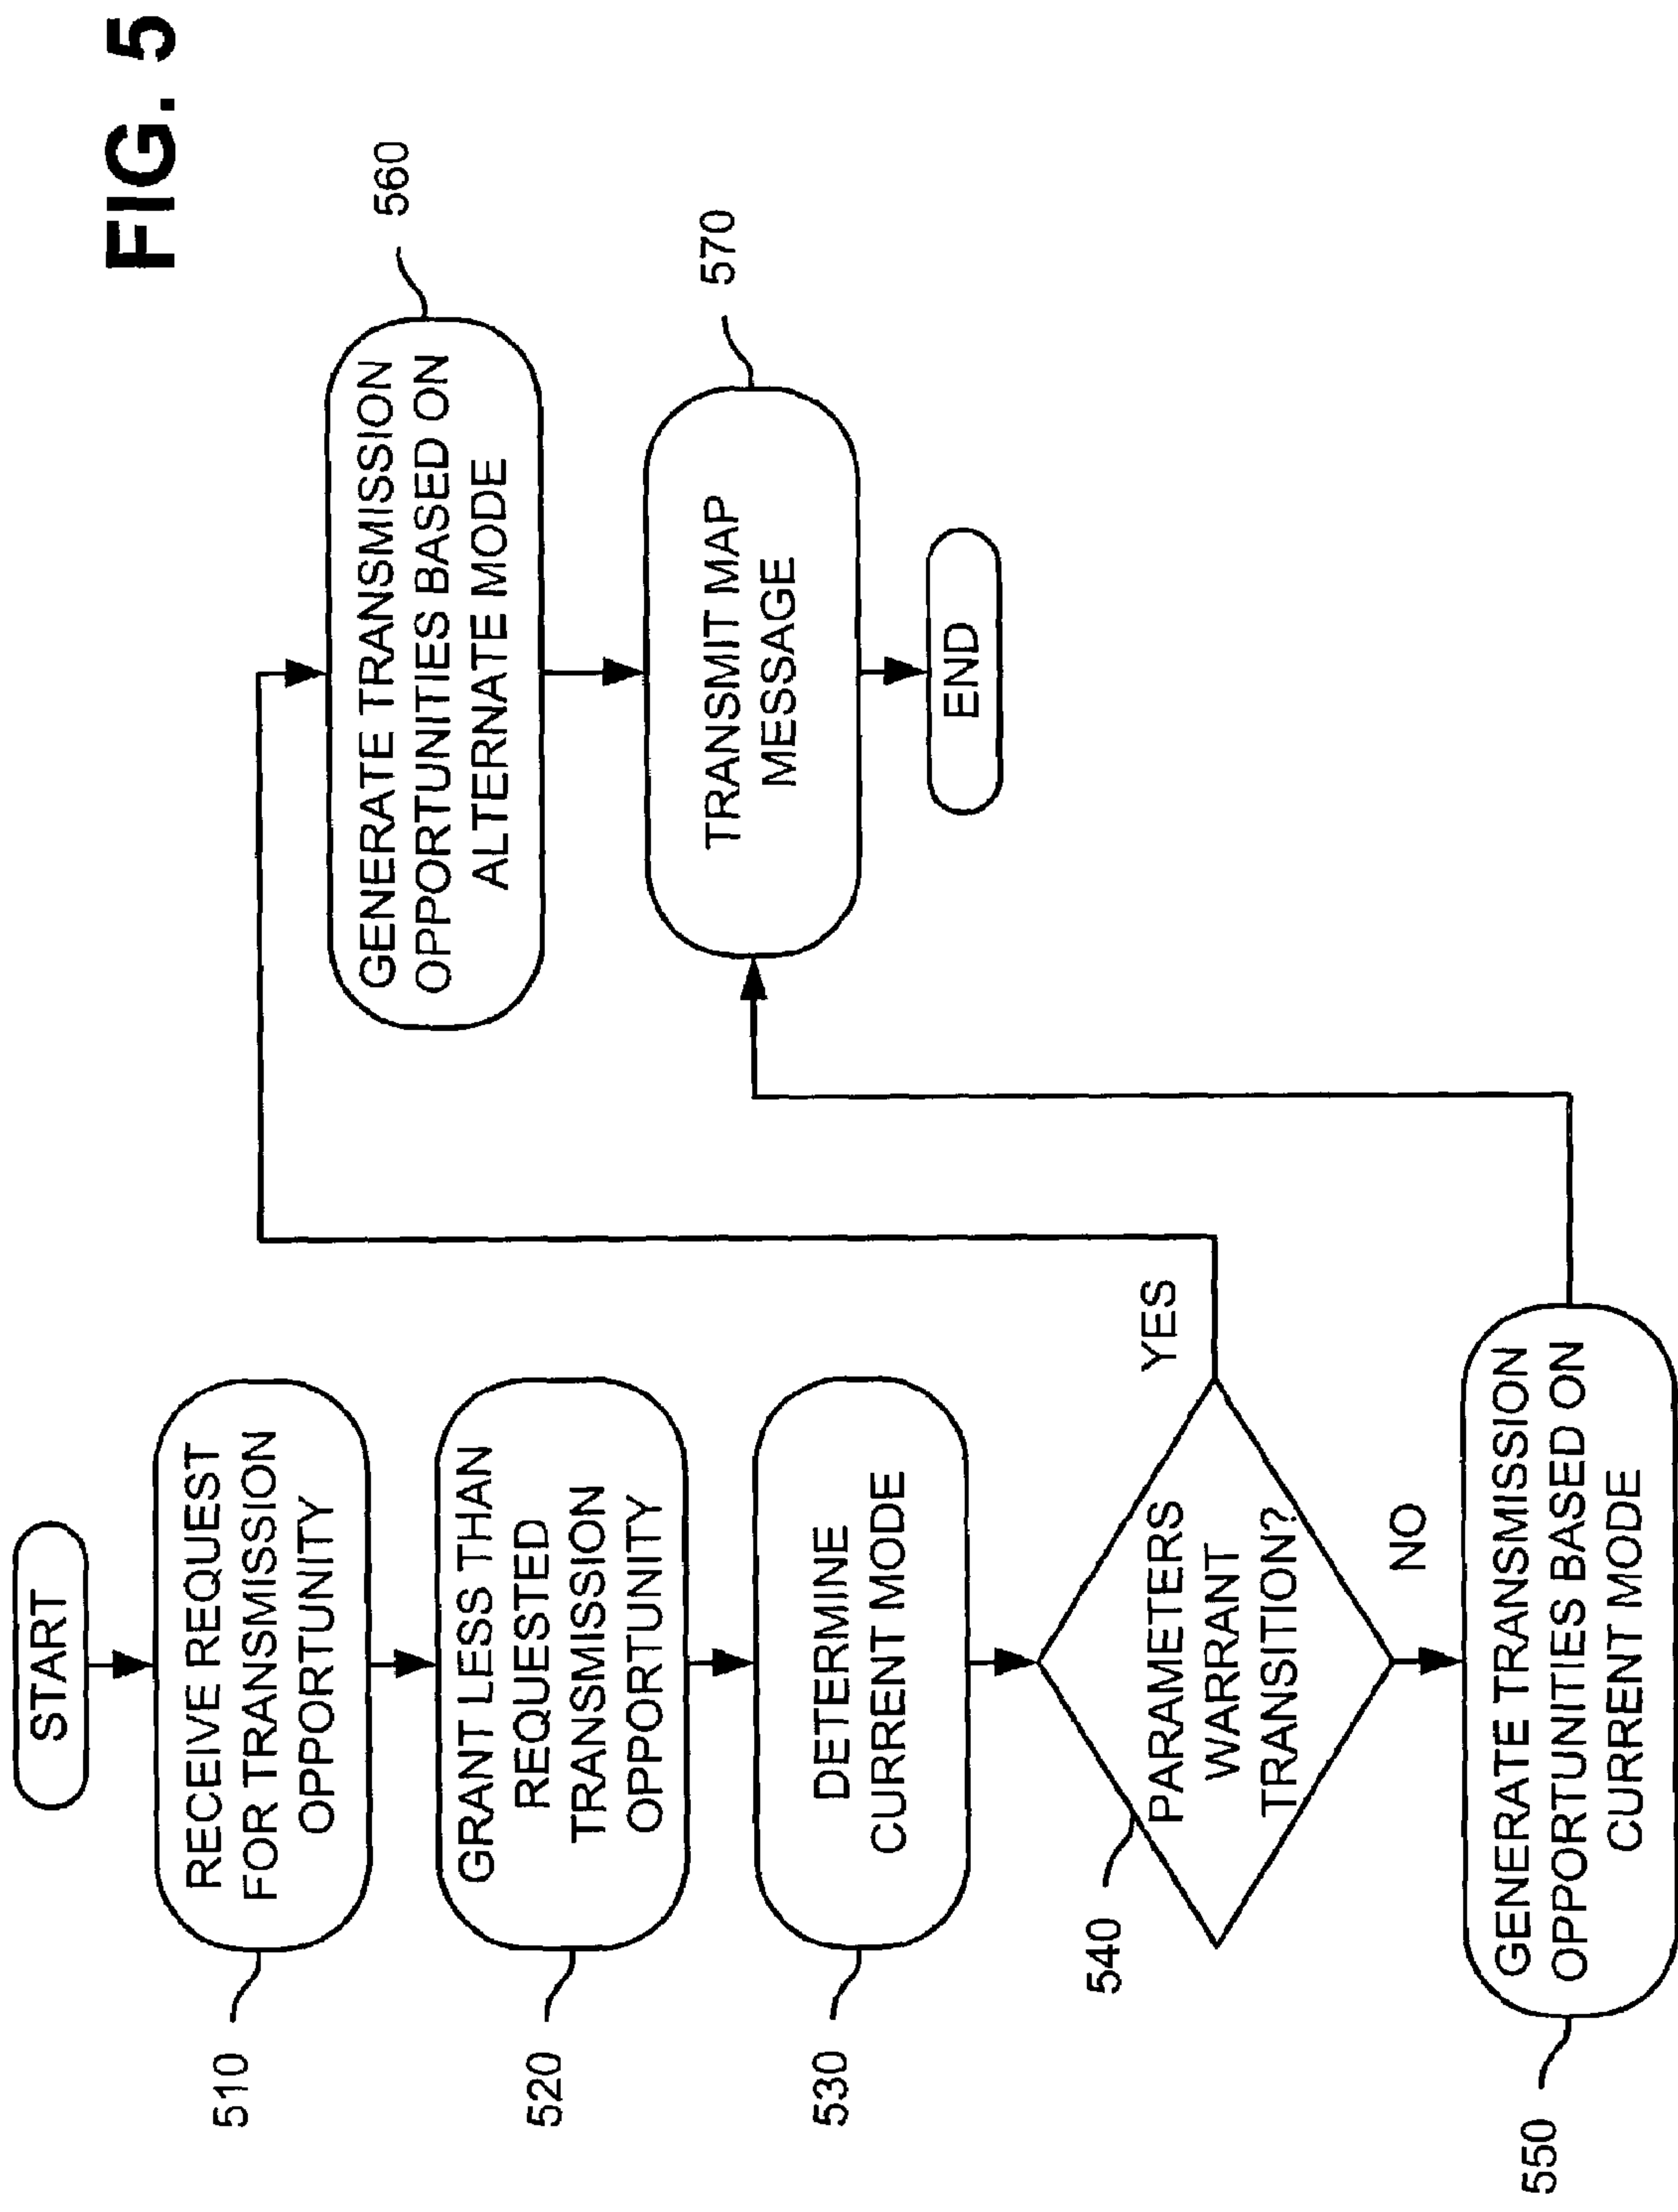 FIG. 5
START
510
RECEIVE REQUEST
FOR TRANSMISSION
OPPORTUNITY
520
GRANT LESS THAN
REQUESTED
TRANSMISSION
OPPORTUNITY
530
DETERMINE
CURRENT MODE
540
PARAMETERS
WARRANT
TRANSITION?
YES
NO
550
GENERATE TRANSMISSION
OPPORTUNITIES BASED ON
CURRENT MODE
560
GENERATE TRANSMISSION
OPPORTUNITIES BASED ON
ALTERNATE MODE
570
TRANSMIT MAP
MESSAGE
END